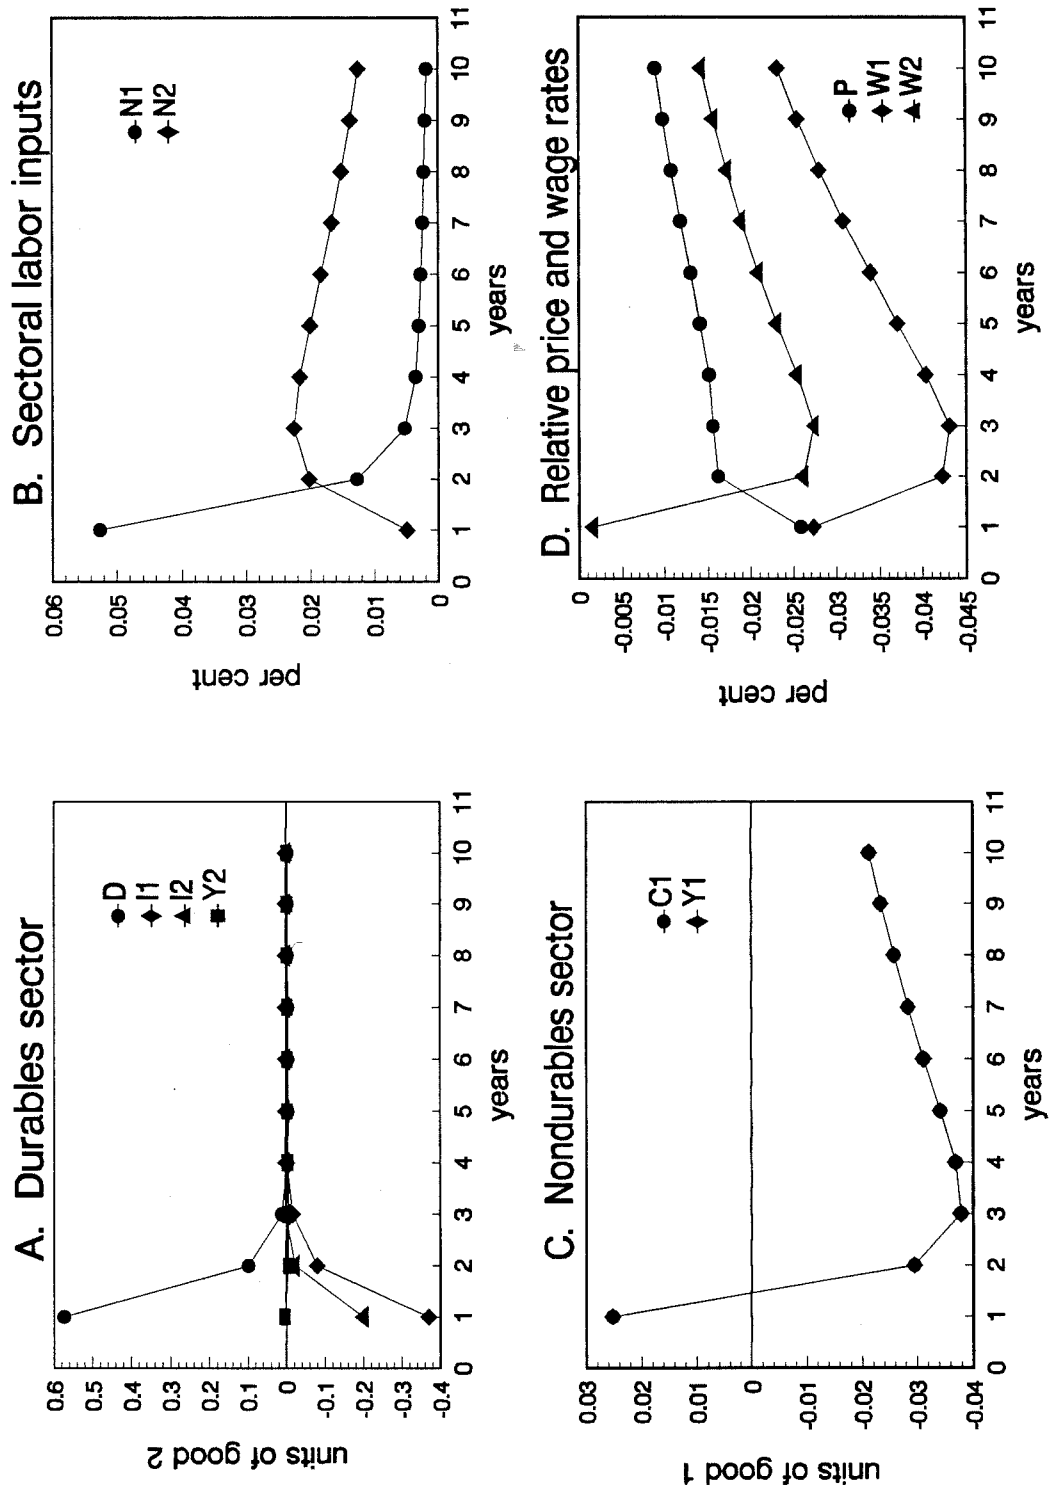 A. Durables sector
D
I1
I2
Y2
0.6
0.5
0.4
0.3
0.2
0.1
0
-0.1
-0.2
-0.3
-0.4
units of good 2
0 1 2 3 4 5 6 7 8 9 10 11
years
B. Sectoral labor inputs
N1
N2
0.06
0.05
0.04
0.03
0.02
0.01
0
per cent
0 1 2 3 4 5 6 7 8 9 10 11
years
C. Nondurables sector
C1
Y1
0.03
0.02
0.01
0
-0.01
-0.02
-0.03
-0.04
units of good 1
0 1 2 3 4 5 6 7 8 9 10 11
years
D. Relative price and wage rates
P
W1
W2
0
-0.005
-0.01
-0.015
-0.02
-0.025
-0.03
-0.035
-0.04
-0.045
per cent
0 1 2 3 4 5 6 7 8 9 10 11
years